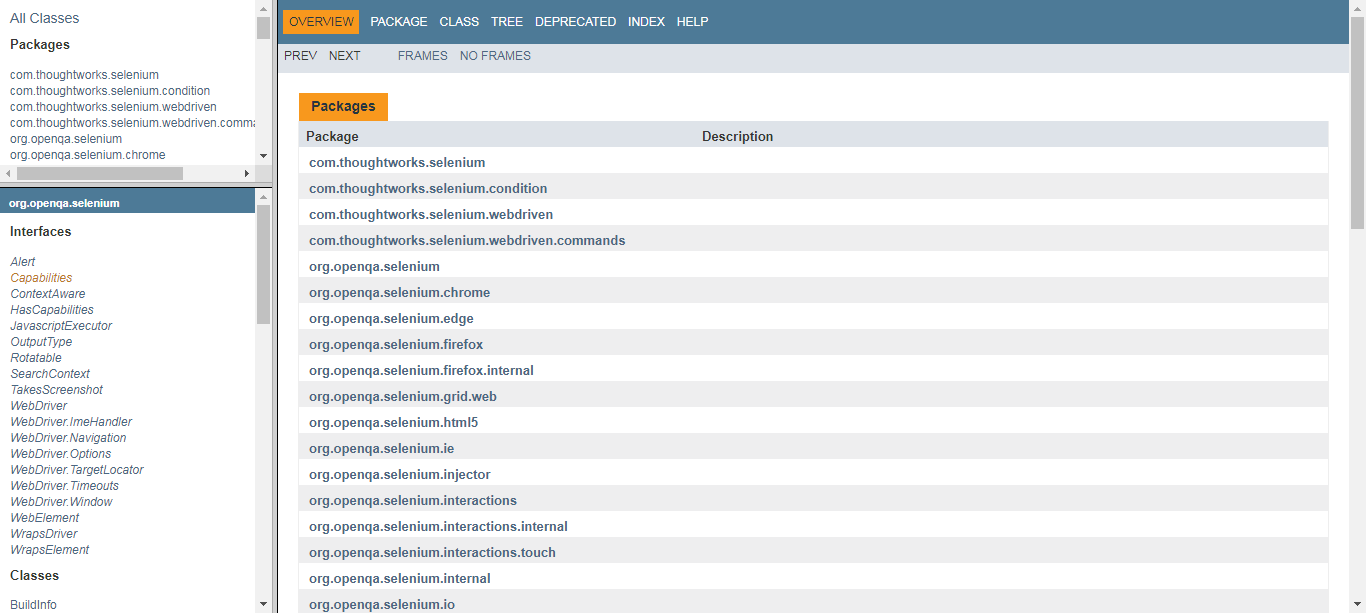 All Classes
Packages
com.thoughtworks.selenium
com.thoughtworks.selenium.condition
com.thoughtworks.selenium.webdriven
com.thoughtworks.selenium.webdriven.comma
org.openqa.selenium
org.openqa.selenium.chrome
org.openqa.selenium
Interfaces
Alert
Capabilities
ContextAware
HasCapabilities
JavascriptExecutor
OutputType
Rotatable
SearchContext
TakesScreenshot
WebDriver
WebDriver.ImeHandler
WebDriver.Navigation
WebDriver.Options
WebDriver.TargetLocator
WebDriver.Timeouts
WebDriver.Window
WebElement
WrapsDriver
WrapsElement
Classes
BuildInfo
OVERVIEW PACKAGE CLASS TREE DEPRECATED INDEX HELP
PREV NEXT FRAMES NO FRAMES
Packages
Package Description
com.thoughtworks.selenium
com.thoughtworks.selenium.condition
com.thoughtworks.selenium.webdriven
com.thoughtworks.selenium.webdriven.commands
org.openqa.selenium
org.openqa.selenium.chrome
org.openqa.selenium.edge
org.openqa.selenium.firefox
org.openqa.selenium.firefox.internal
org.openqa.selenium.grid.web
org.openqa.selenium.html5
org.openqa.selenium.ie
org.openqa.selenium.injector
org.openqa.selenium.interactions
org.openqa.selenium.interactions.internal
org.openqa.selenium.interactions.touch
org.openqa.selenium.internal
org.openqa.selenium.io